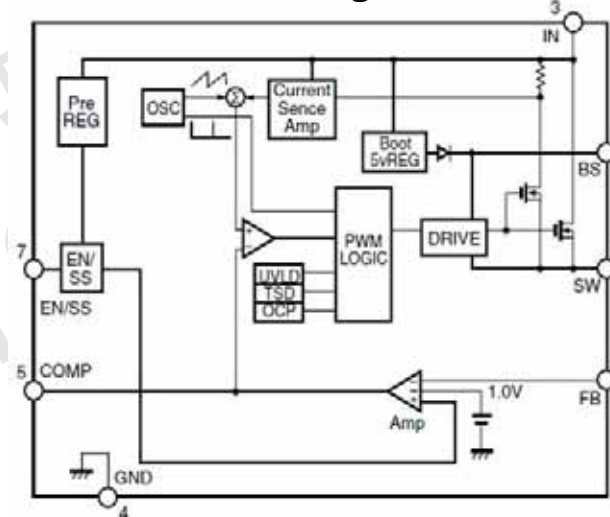 3
IN
Pre
REG
OSC
Σ
Current
Sence
Amp
Boot
5vREG
BS
7
EN/
SS
EN/SS
+
−
PWM
LOGIC
DRIVE
UVLD
TSD
OCP
SW
5
COMP
1.0V
FB
Amp
GND
4